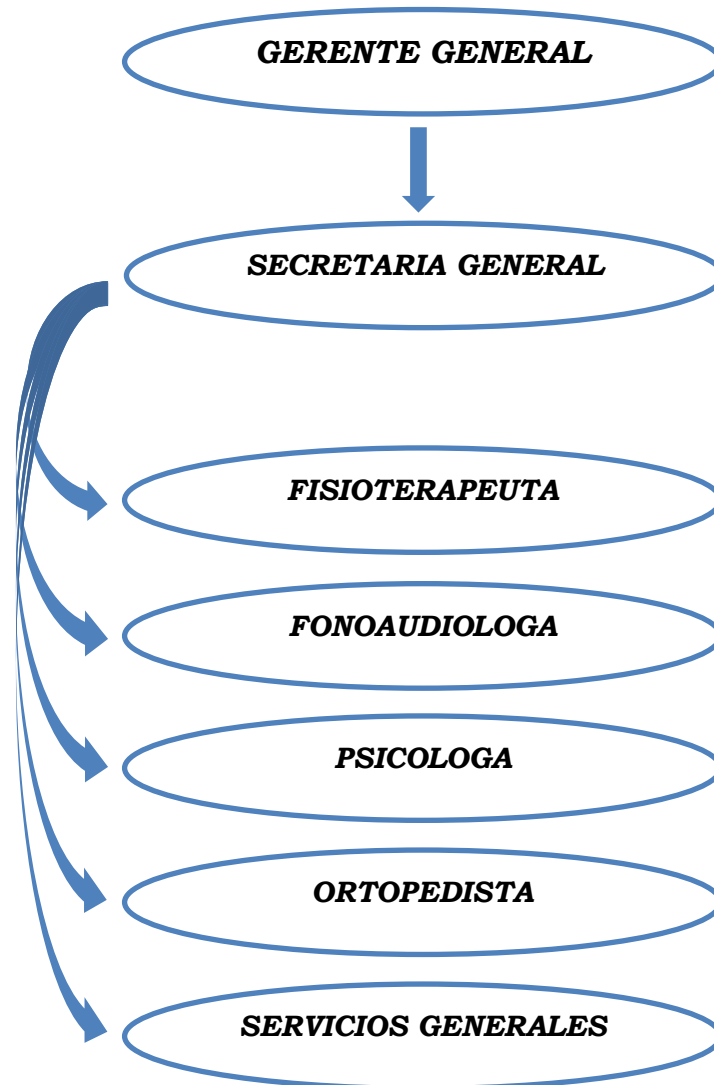 GERENTE GENERAL
SECRETARIA GENERAL
FISIOTERAPEUTA
FONOAUDIOLOGA
PSICOLOGA
ORTOPEDISTA
SERVICIOS GENERALES